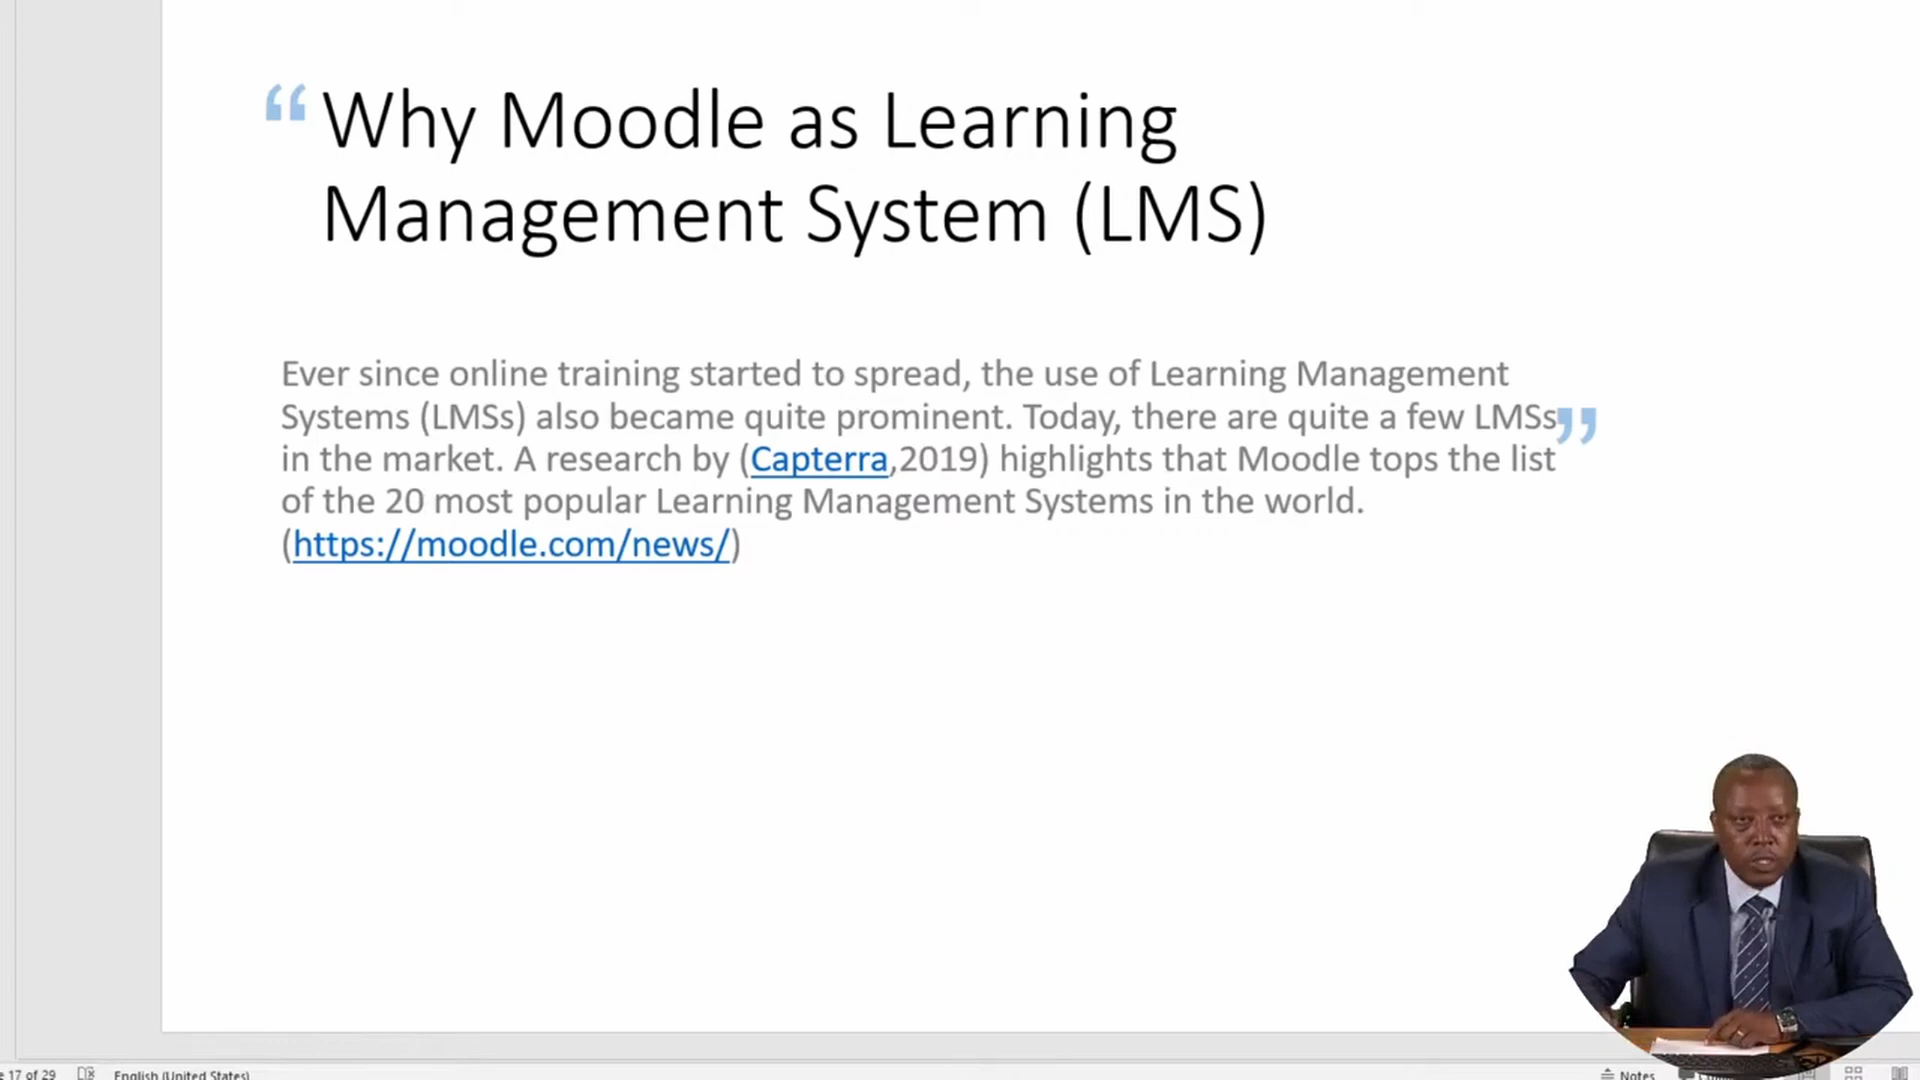 “ Why Moodle as Learning
Management System (LMS)
Ever since online training started to spread, the use of Learning Management
Systems (LMSs) also became quite prominent. Today, there are quite a few LMSs ”
in the market. A research by (Capterra,2019) highlights that Moodle tops the list
of the 20 most popular Learning Management Systems in the world.
(https://moodle.com/news/)
17 of 29 English (United States) Notes